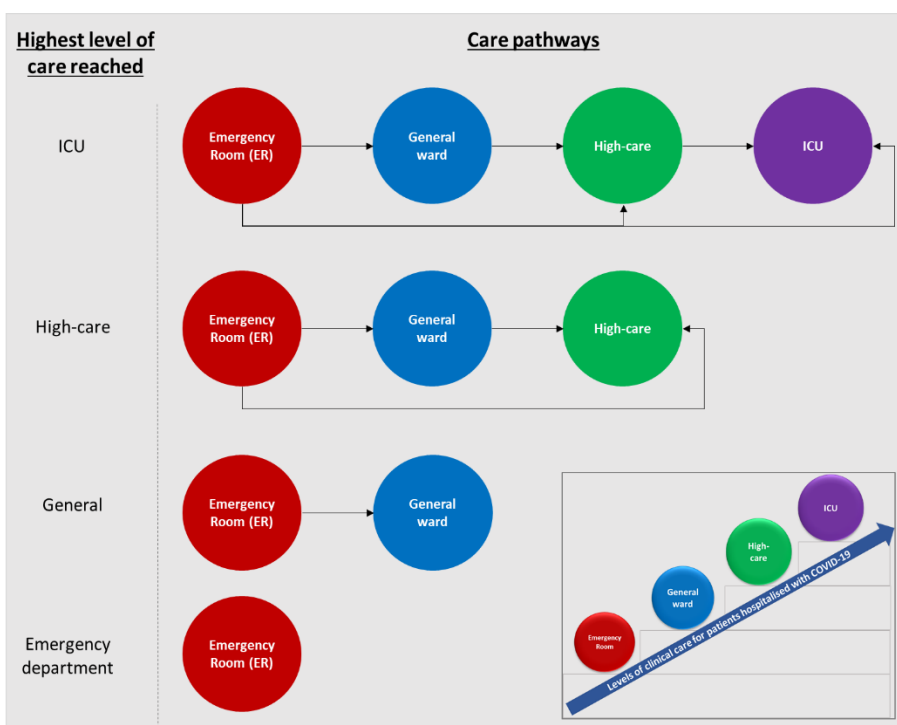 Highest level of
care reached
Care pathways
ICU
Emergency
Room (ER)
General
ward
High-care
ICU
High-care
Emergency
Room (ER)
General
ward
High-care
General
Emergency
Room (ER)
General
ward
Emergency
department
Emergency
Room (ER)
ICU
High-
care
General
ward
Emergency
Room
Levels of clinical care for patients hospitalised with COVID-19